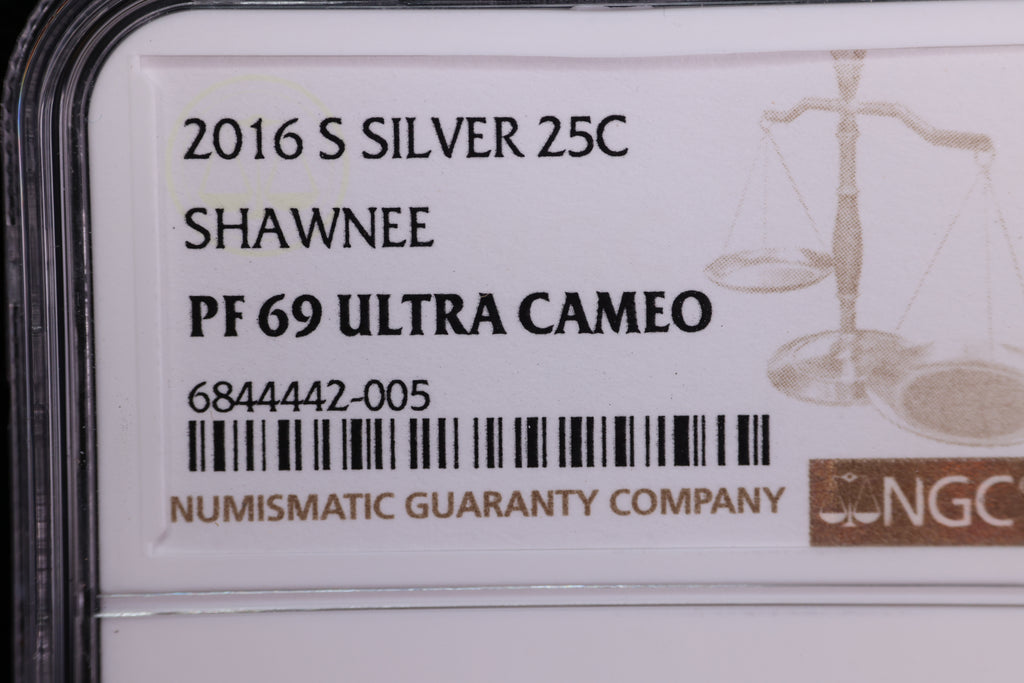 2016 S SILVER 25C
SHAWNEE
PF 69 ULTRA CAMEO
6844442-005
NUMISMATIC GUARANTY COMPANY
NGC